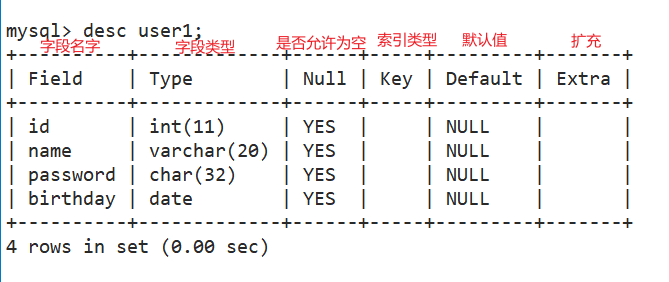 mysql> desc user1;
字段名字 字段类型 是否允许为空 索引类型 默认值 扩充
+----------+-------------+------+-----+---------+-------+
| Field    | Type        | Null | Key | Default | Extra |
+----------+-------------+------+-----+---------+-------+
| id       | int(11)     | YES  |     | NULL    |       |
| name     | varchar(20) | YES  |     | NULL    |       |
| password | char(32)    | YES  |     | NULL    |       |
| birthday | date        | YES  |     | NULL    |       |
+----------+-------------+------+-----+---------+-------+
4 rows in set (0.00 sec)